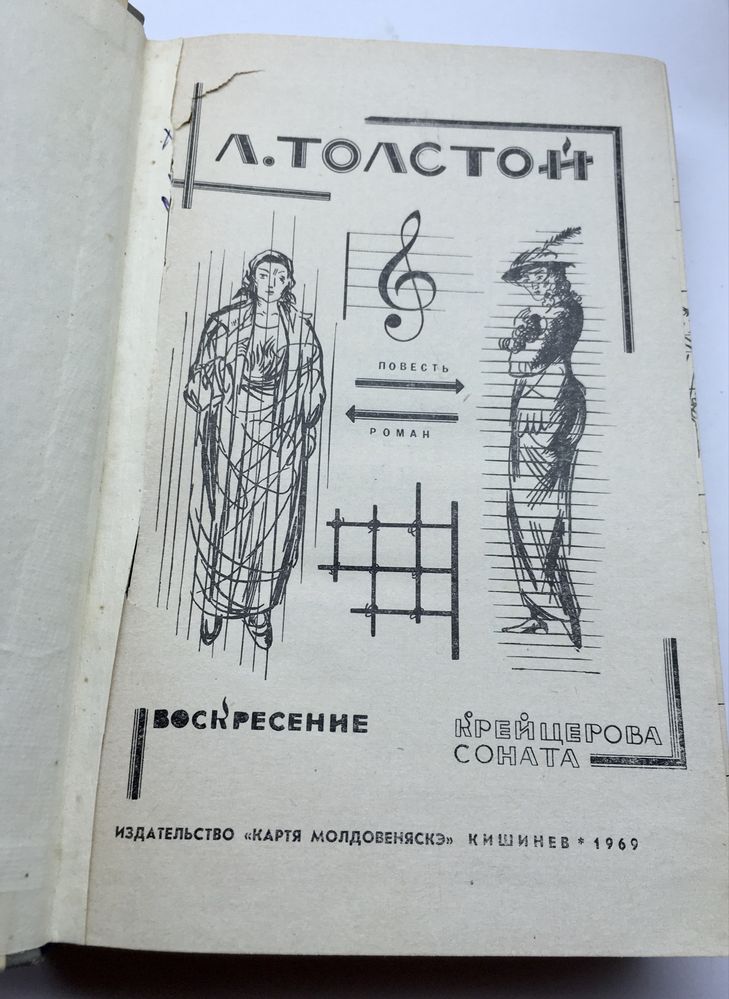 Л. ТОЛСТОЙ
ПОВЕСТЬ
РОМАН
ВОСКРЕСЕНИЕ
КРЕЙЦЕРОВА
СОНАТА
ИЗДАТЕЛЬСТВО «КАРТЯ МОЛДОВЕНЯСКЭ» КИШИНЕВ * 1969